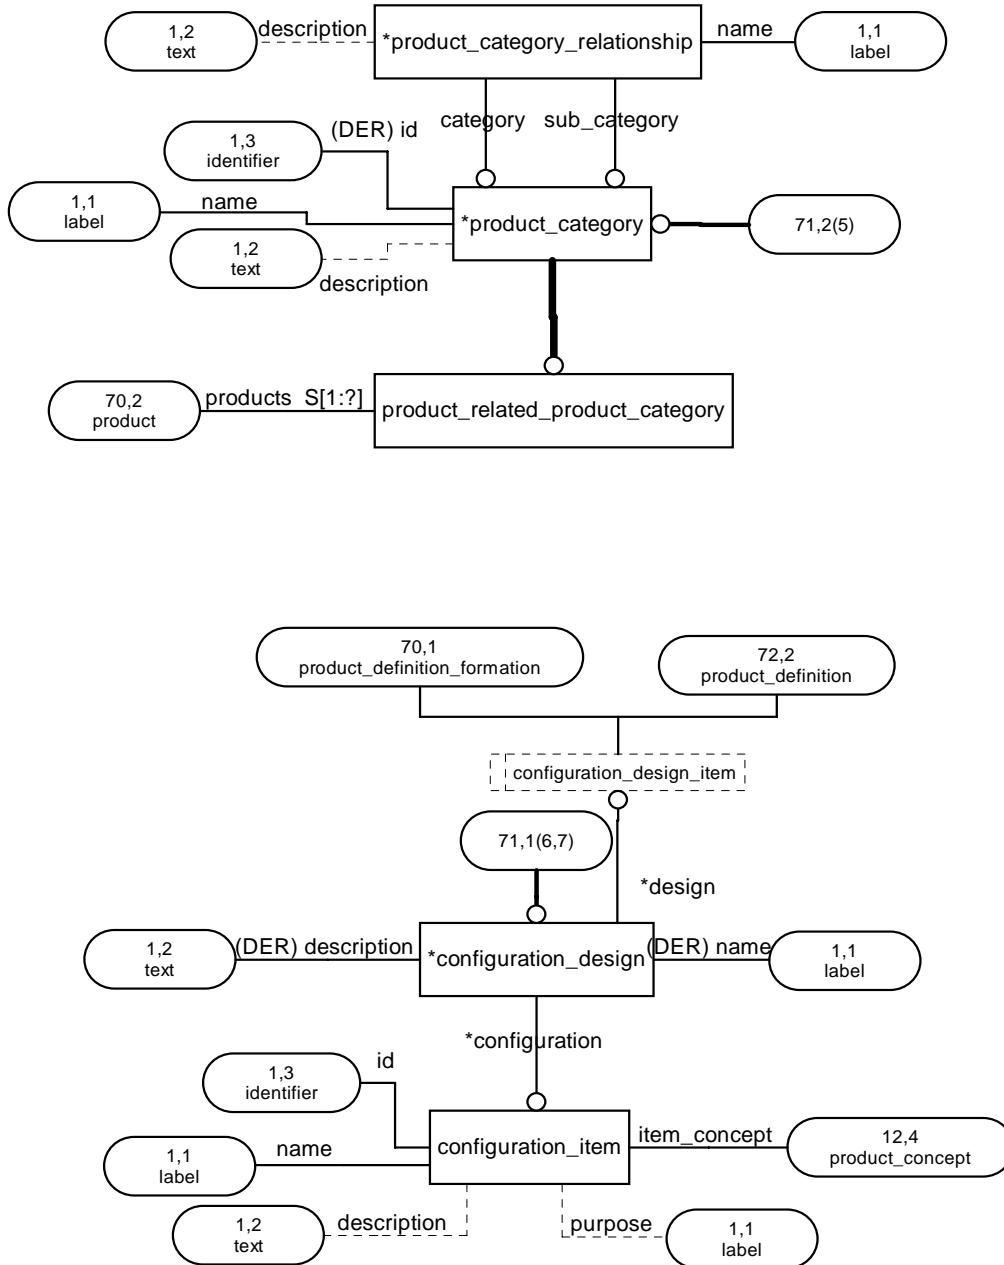 1,2
text
description
*product_category_relationship
name
1,1
label
category
sub_category
(DER) id
1,3
identifier
1,1
label
name
*product_category
71,2(5)
1,2
text
description
70,2
product
products S[1:?]
product_related_product_category
70,1
product_definition_formation
72,2
product_definition
configuration_design_item
71,1(6,7)
*design
1,2
text
(DER) description
*configuration_design
(DER) name
1,1
label
*configuration
id
1,3
identifier
name
1,1
label
configuration_item
item_concept
12,4
product_concept
description
1,2
text
purpose
1,1
label